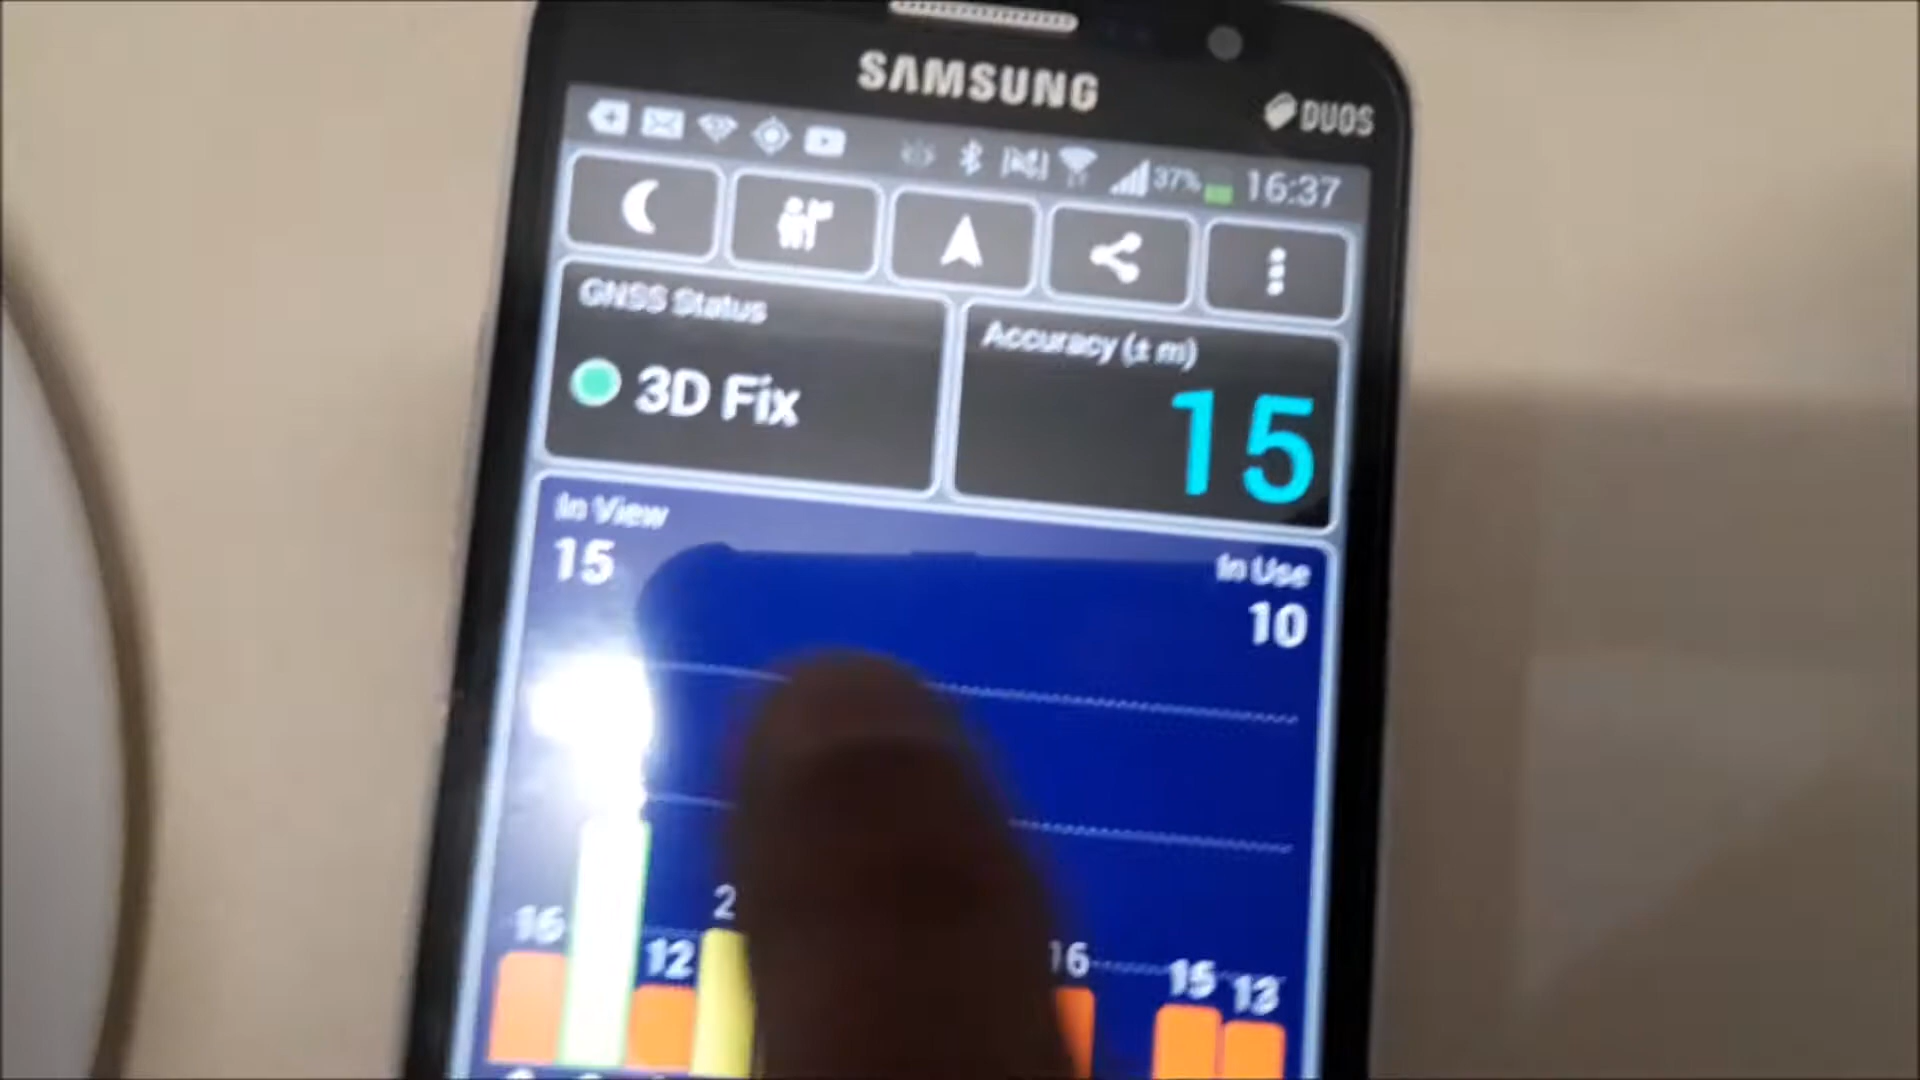 SAMSUNG
DUOS
37% 16:37
GNSS Status
3D Fix
Accuracy (± m)
15
In View
15
In Use
10
16
12
2
16
15
13